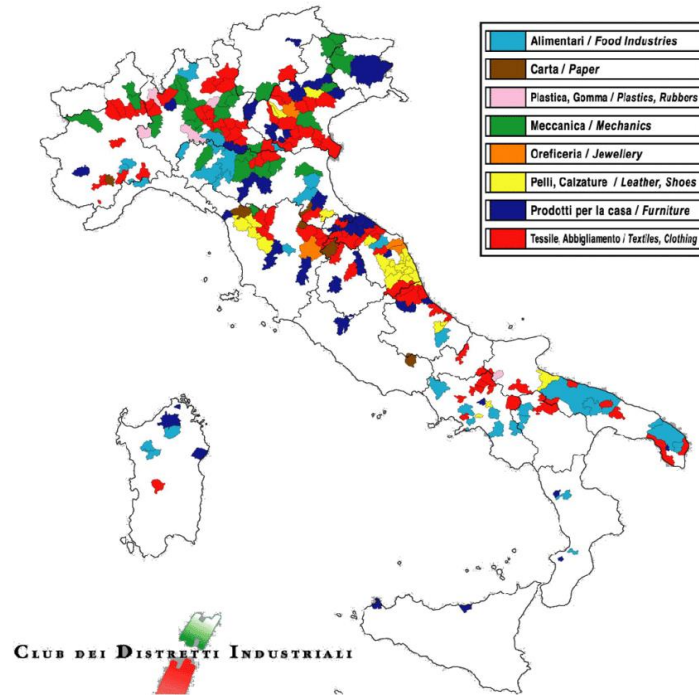 Alimentari / Food Industries
Carta / Paper
Plastica, Gomma / Plastics, Rubbers
Meccanica / Mechanics
Oreficeria / Jewellery
Pelli, Calzature / Leather, Shoes
Prodotti per la casa / Furniture
Tessile, Abbigliamento / Textiles, Clothing
CLUB DEI DISTRETTI INDUSTRIALI